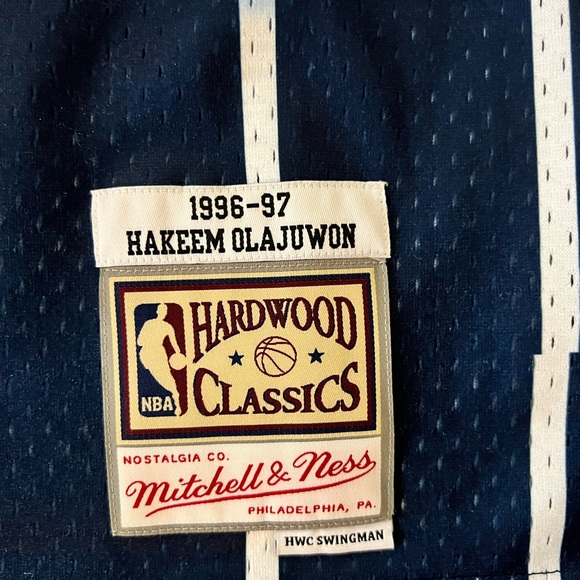 1996-97
HAKEEM OLAJUWON
HARDWOOD
NBA
CLASSICS
NOSTALGIA CO.
Mitchell & Ness
PHILADELPHIA, PA.
HWC SWINGMAN